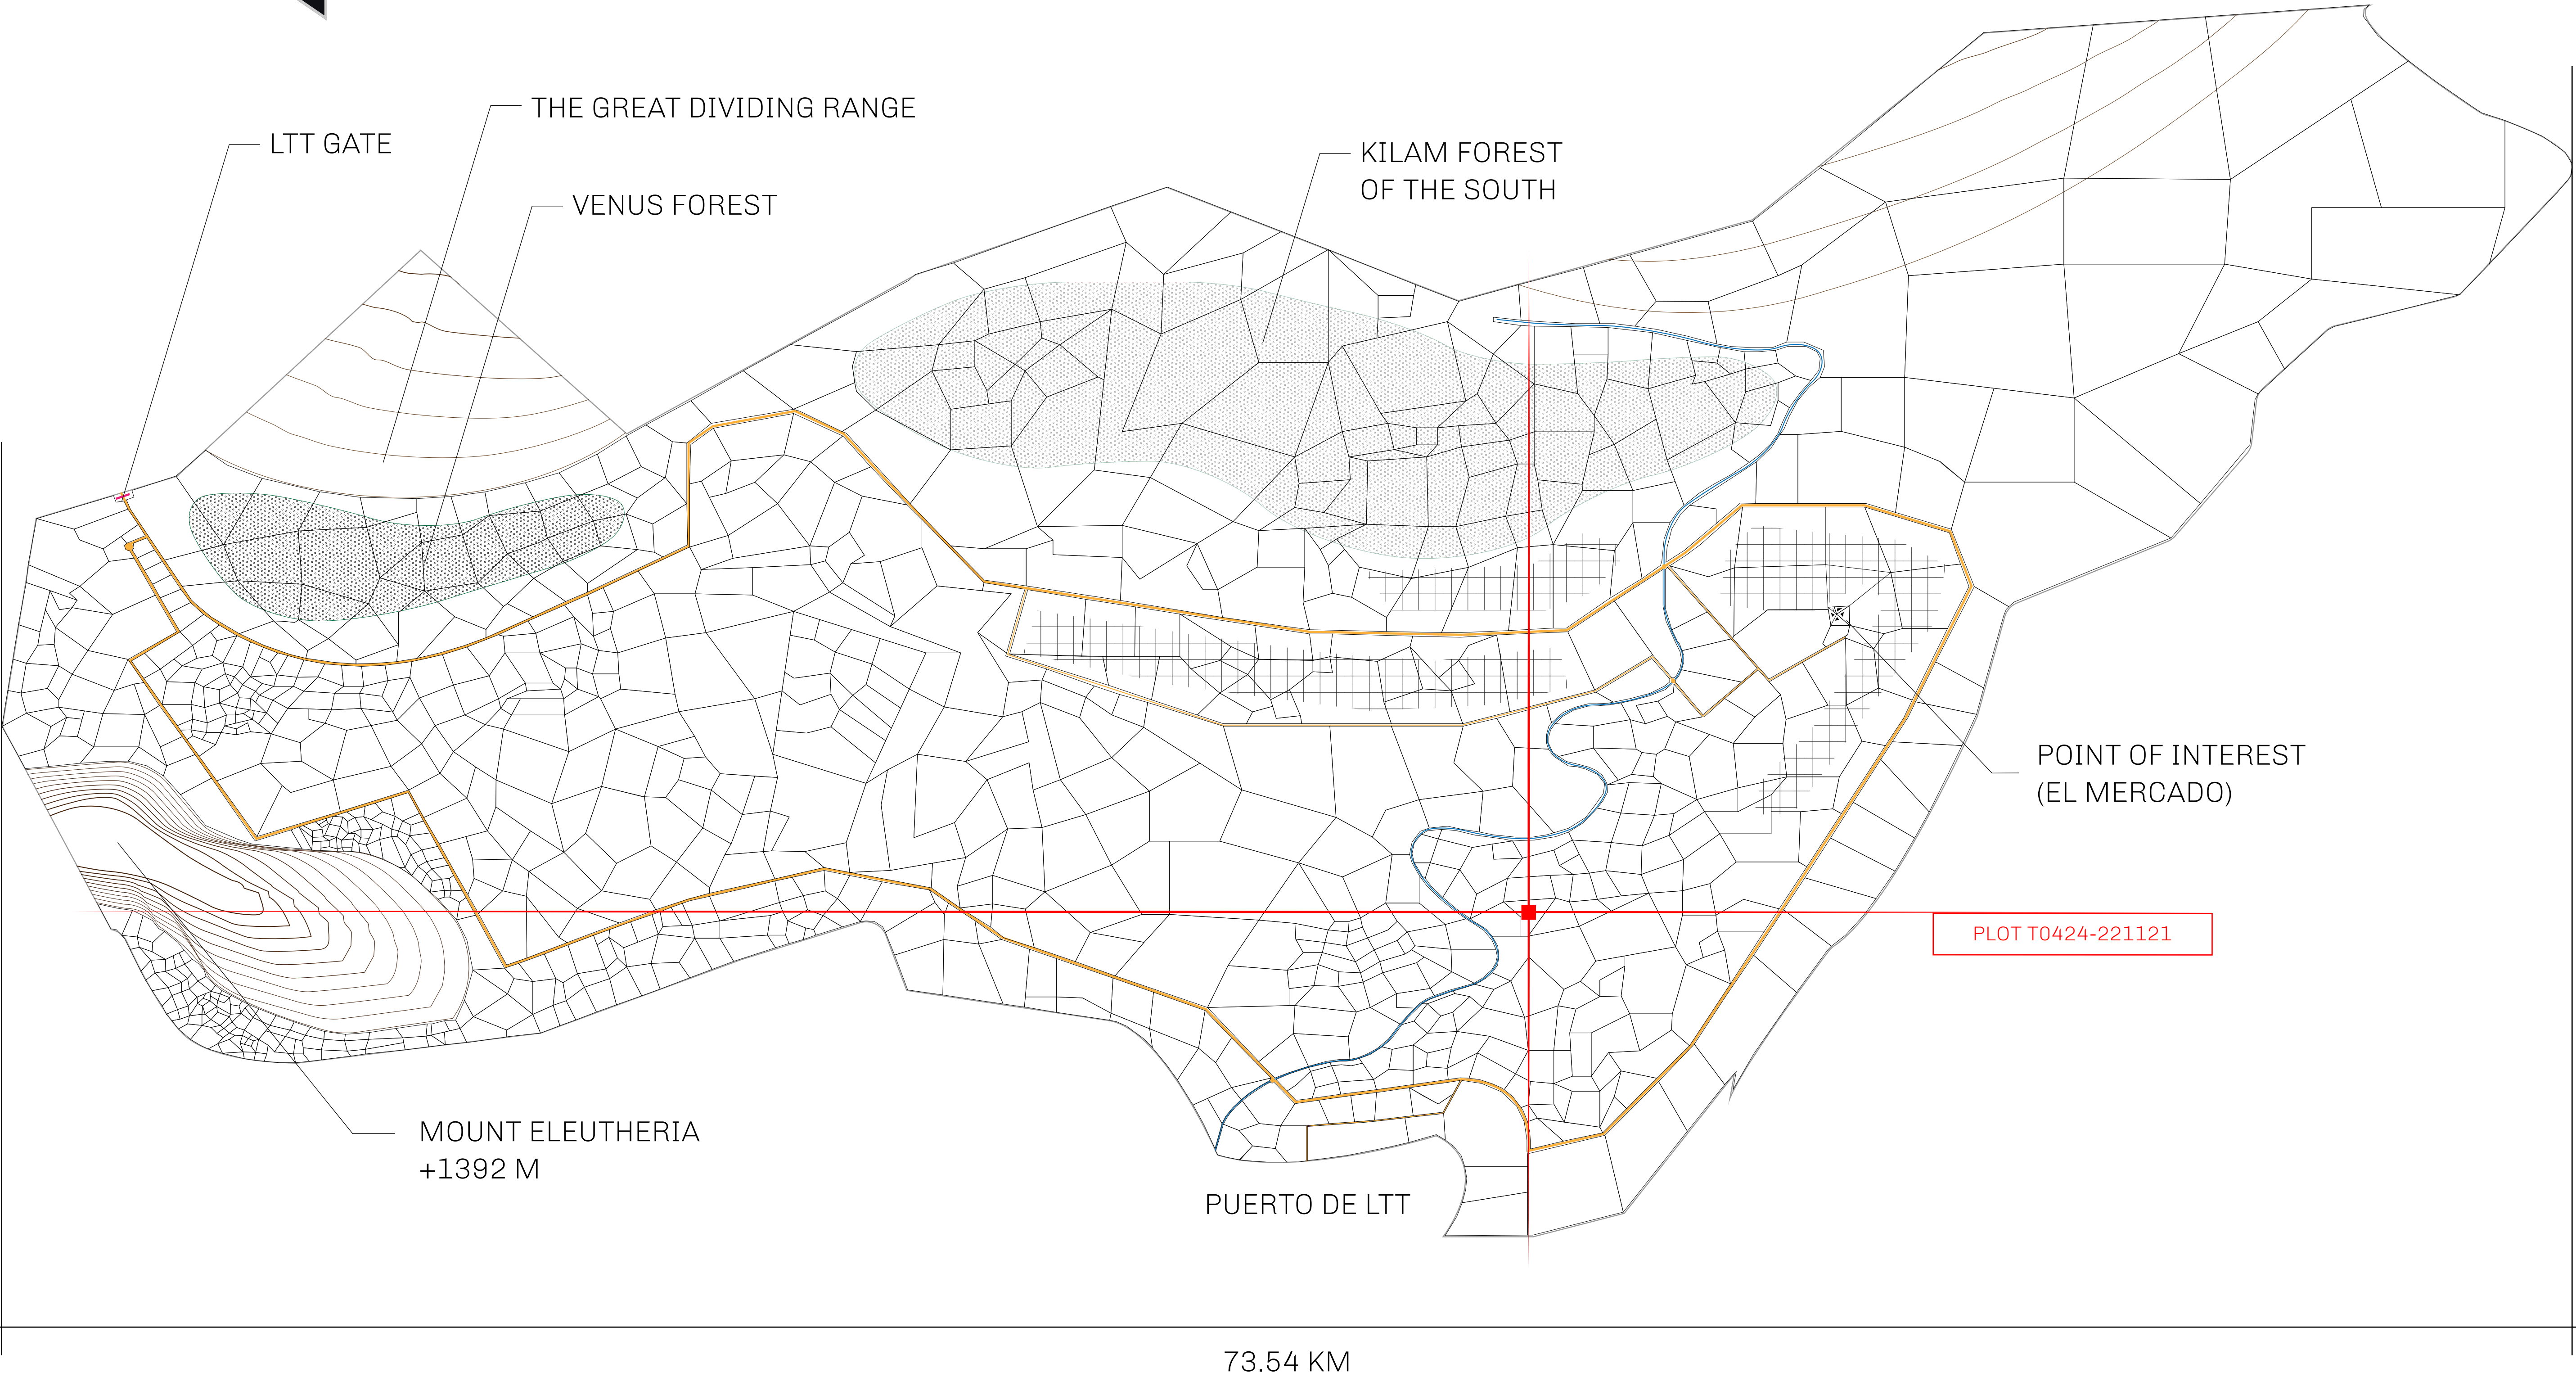 THE GREAT DIVIDING RANGE
LTT GATE
KILAM FOREST
OF THE SOUTH
VENUS FOREST
POINT OF INTEREST
(EL MERCADO)
PLOT T0424-221121
MOUNT ELEUTHERIA
+1392 M
PUERTO DE LTT
73.54 KM